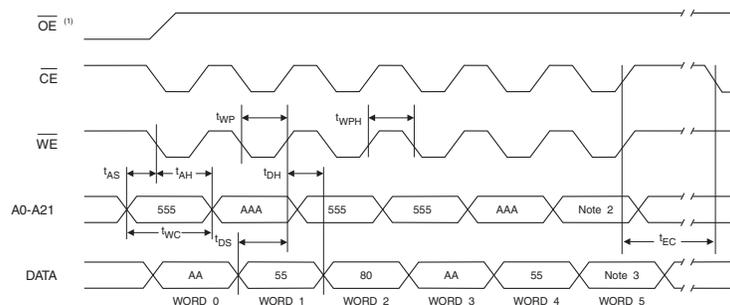 OE (1)
CE
tWP
tWPH
WE
tAS
tAH
tDH
A0-A21
555
AAA
555
555
AAA
Note 2
tWC
tDS
tEC
DATA
AA
55
80
AA
55
Note 3
WORD 0
WORD 1
WORD 2
WORD 3
WORD 4
WORD 5